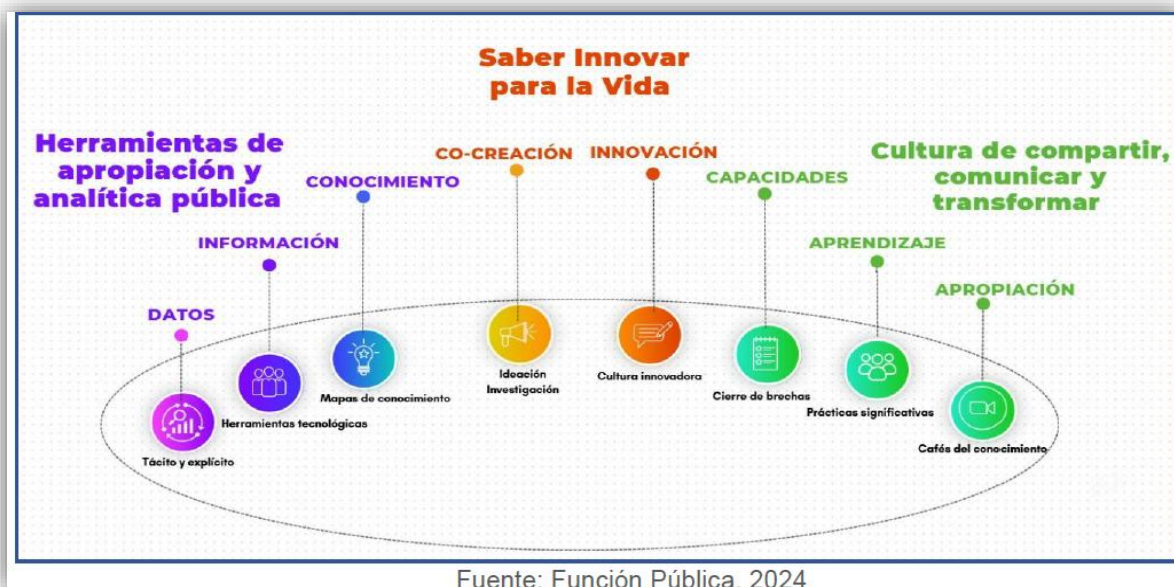 Saber Innovar
para la Vida
Herramientas de
apropiación y
analítica pública
Cultura de compartir,
comunicar y
transformar
DATOS
INFORMACIÓN
CONOCIMIENTO
CO-CREACIÓN
INNOVACIÓN
CAPACIDADES
APRENDIZAJE
APROPIACIÓN
Tácito y explícito
Herramientas tecnológicas
Mapas de conocimiento
Ideación
Investigación
Cultura innovadora
Cierre de brechas
Prácticas significativas
Cafés del conocimiento
Fuente: Función Pública, 2024